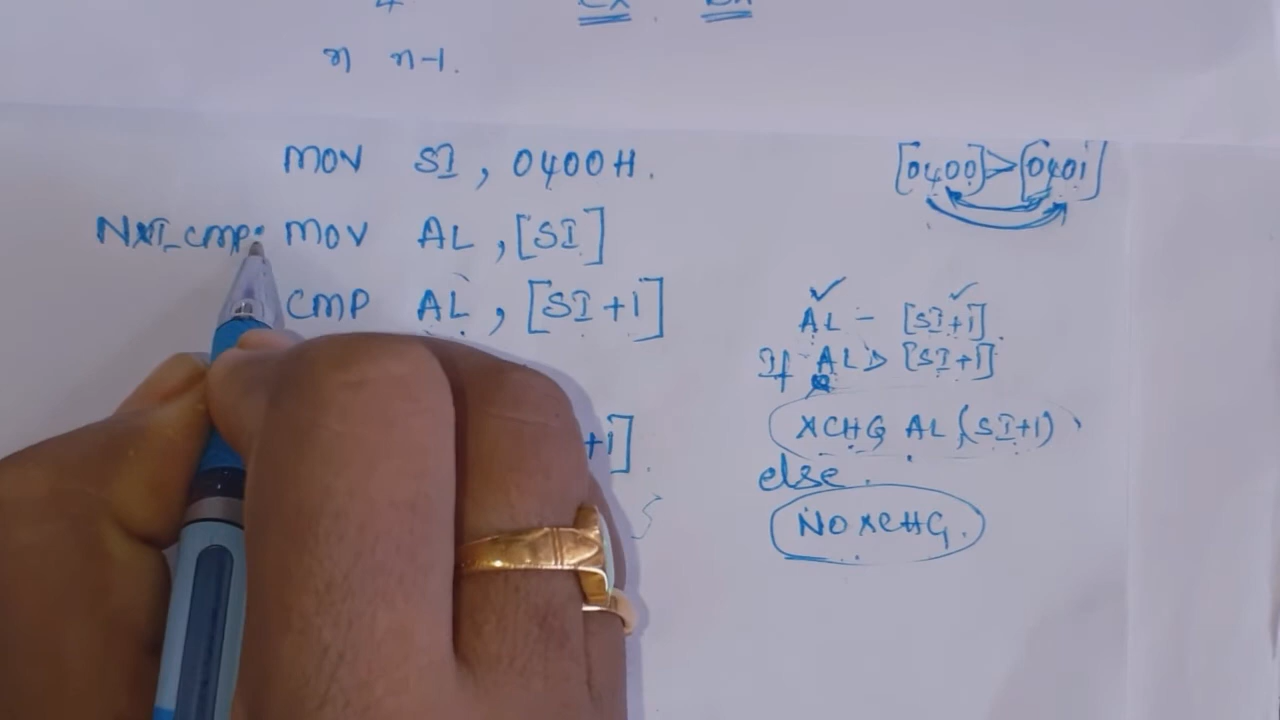 n n-1.
MOV SI, 0400H.
NXT_CMP: MOV AL, [SI]
CMP AL, [SI+1]
+1].
[0400]>[0401]
AL - [SI+1].
If AL > [SI+1]
XCHG AL,(SI+1)
else.
NO XCHG.